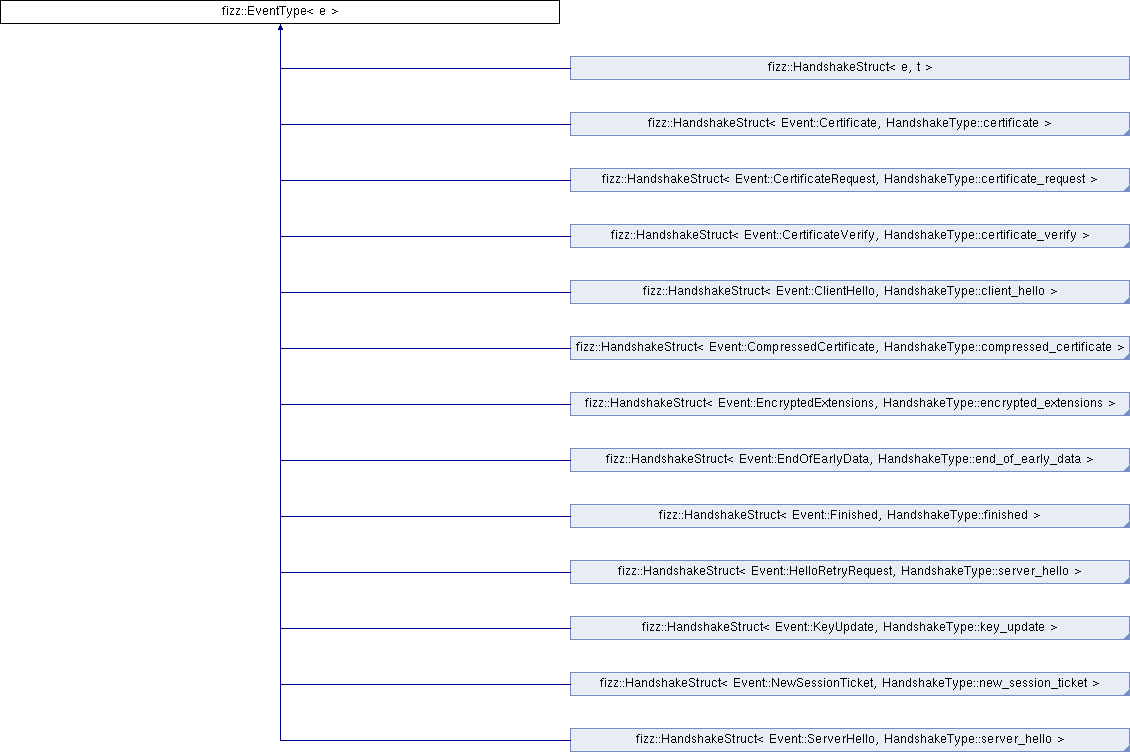 fizz::EventType< e >
fizz::HandshakeStruct< e, t >
fizz::HandshakeStruct< Event::Certificate, HandshakeType::certificate >
fizz::HandshakeStruct< Event::CertificateRequest, HandshakeType::certificate_request >
fizz::HandshakeStruct< Event::CertificateVerify, HandshakeType::certificate_verify >
fizz::HandshakeStruct< Event::ClientHello, HandshakeType::client_hello >
fizz::HandshakeStruct< Event::CompressedCertificate, HandshakeType::compressed_certificate >
fizz::HandshakeStruct< Event::EncryptedExtensions, HandshakeType::encrypted_extensions >
fizz::HandshakeStruct< Event::EndOfEarlyData, HandshakeType::end_of_early_data >
fizz::HandshakeStruct< Event::Finished, HandshakeType::finished >
fizz::HandshakeStruct< Event::HelloRetryRequest, HandshakeType::server_hello >
fizz::HandshakeStruct< Event::KeyUpdate, HandshakeType::key_update >
fizz::HandshakeStruct< Event::NewSessionTicket, HandshakeType::new_session_ticket >
fizz::HandshakeStruct< Event::ServerHello, HandshakeType::server_hello >